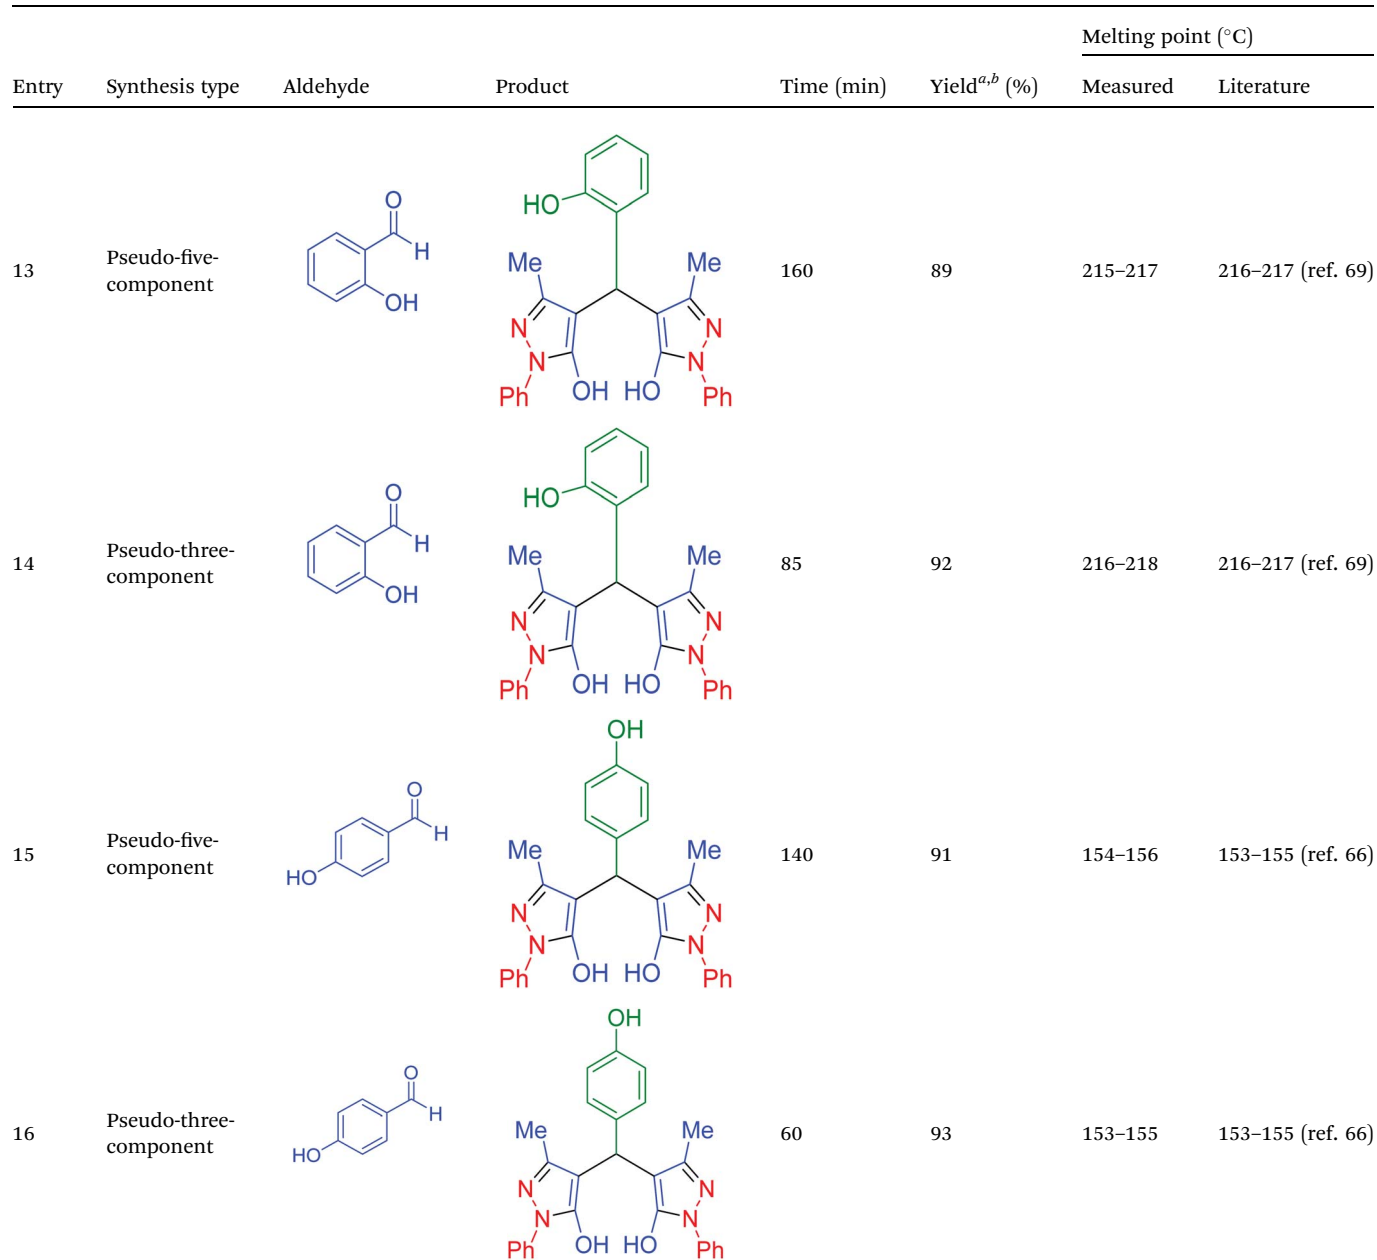 Melting point (°C)
Entry Synthesis type Aldehyde Product Time (min) Yield^a,b (%) Measured Literature
O
H
OH
HO
Me Me
N N
N N
OH HO
Ph Ph
13 Pseudo-five-
component
160 89 215–217 216–217 (ref. 69)
O
H
OH
HO
Me Me
N N
N N
OH HO
Ph Ph
14 Pseudo-three-
component
85 92 216–218 216–217 (ref. 69)
O
H
HO
OH
Me Me
N N
N N
OH HO
Ph Ph
15 Pseudo-five-
component
140 91 154–156 153–155 (ref. 66)
O
H
HO
OH
Me Me
N N
N N
OH HO
Ph Ph
16 Pseudo-three-
component
60 93 153–155 153–155 (ref. 66)